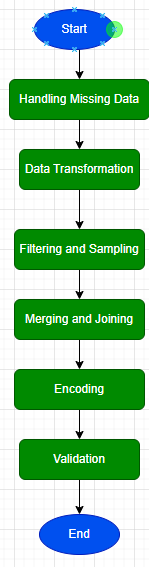 Start
Handling Missing Data
Data Transformation
Filtering and Sampling
Merging and Joining
Encoding
Validation
End